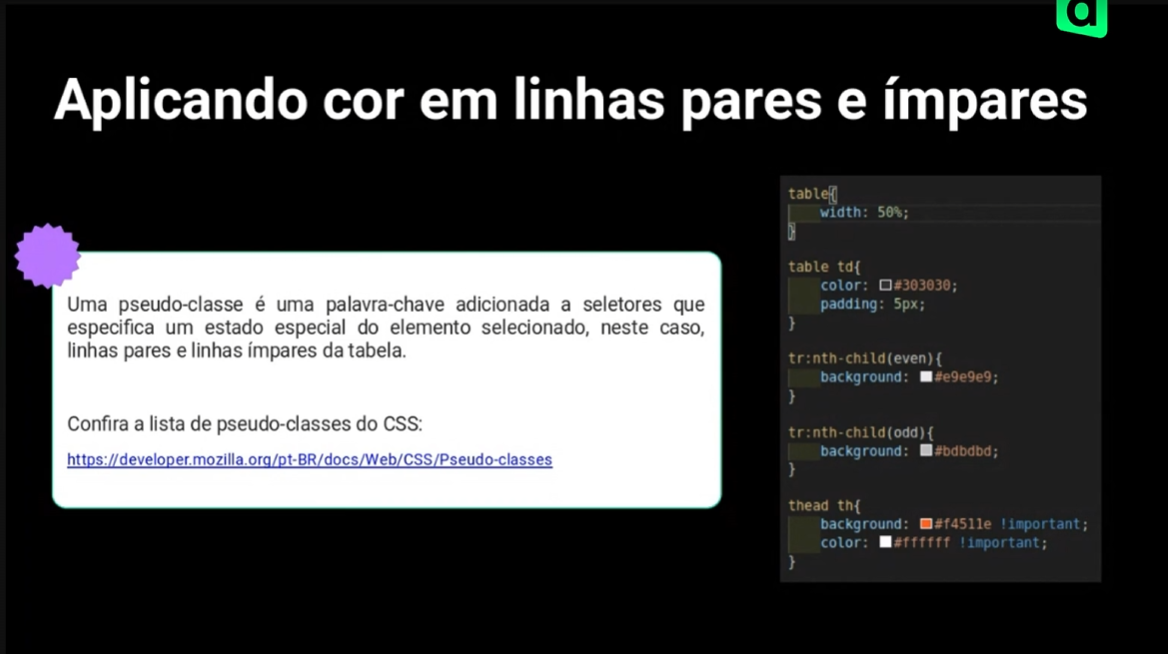 a
Aplicando cor em linhas pares e ímpares
Uma pseudo-classe é uma palavra-chave adicionada a seletores que
especifica um estado especial do elemento selecionado, neste caso,
linhas pares e linhas ímpares da tabela.
Confira a lista de pseudo-classes do CSS:
https://developer.mozilla.org/pt-BR/docs/Web/CSS/Pseudo-classes
table{
width: 50%;
}
table td{
color: #303030;
padding: 5px;
}
tr:nth-child(even){
background: #e9e9e9;
}
tr:nth-child(odd){
background: #bdbdbd;
}
thead th{
background: #f4511e !important;
color: #ffffff !important;
}